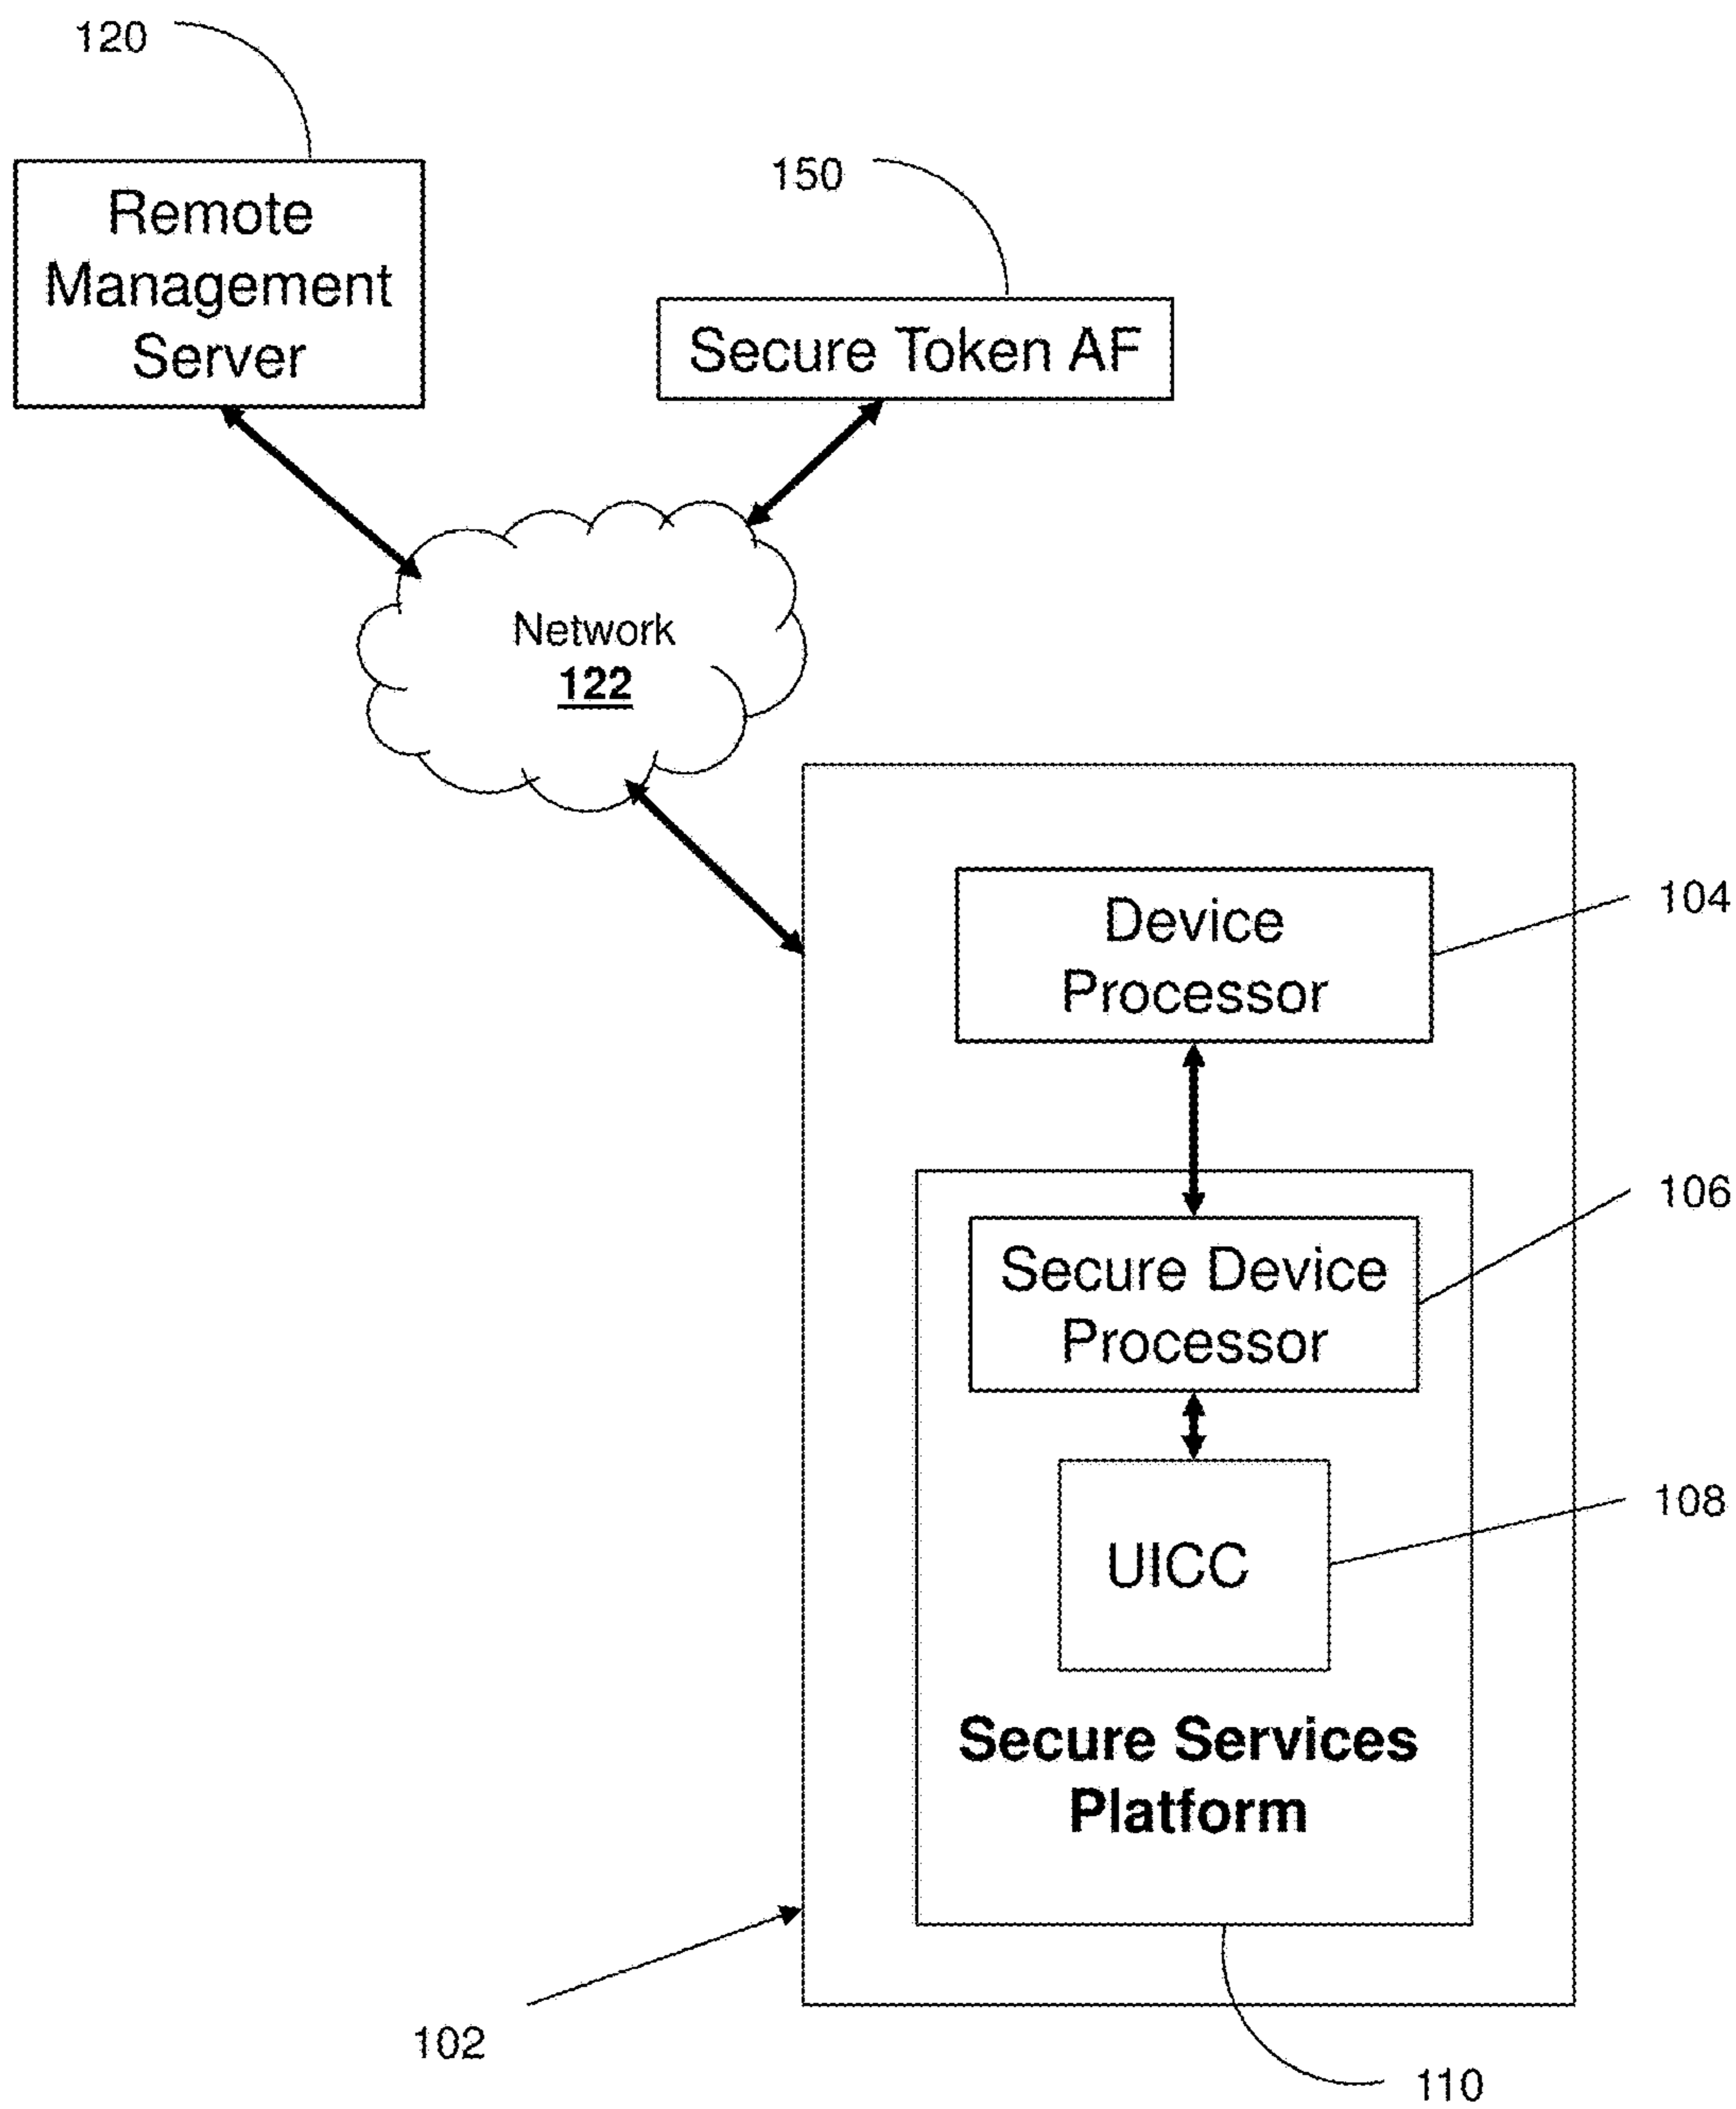 120
Remote
Management
Server
150
Secure Token AF
Network
122
Device
Processor
104
Secure Device
Processor
106
UICC
108
Secure Services
Platform
102
110